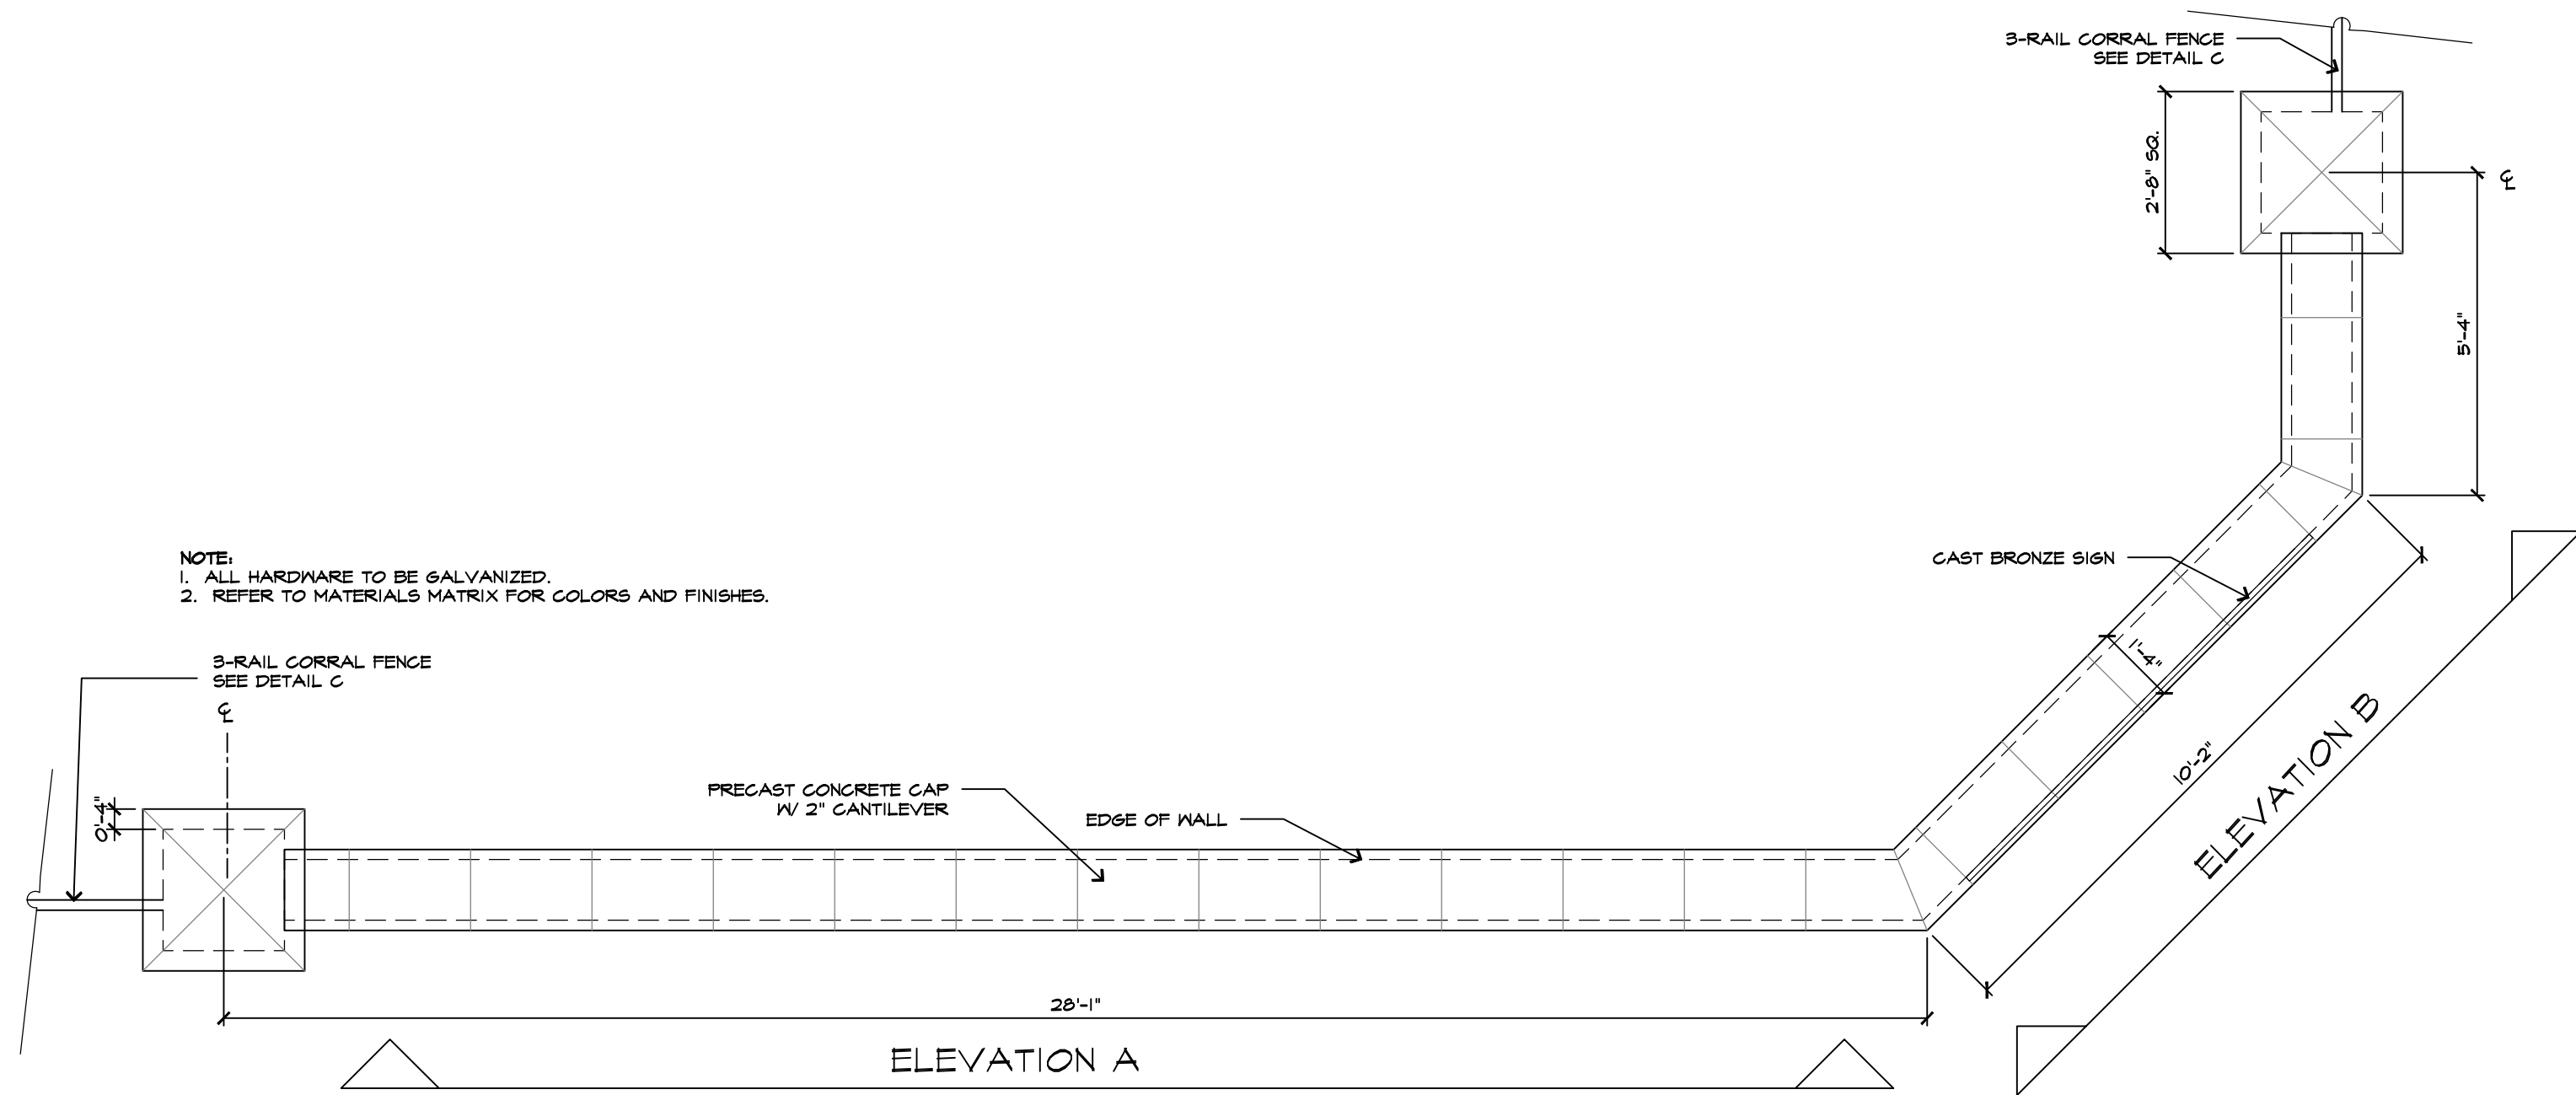 3-RAIL CORRAL FENCE
SEE DETAIL C
2'-8" SQ.
℄
5'-4"
NOTE:
1. ALL HARDWARE TO BE GALVANIZED.
2. REFER TO MATERIALS MATRIX FOR COLORS AND FINISHES.
CAST BRONZE SIGN
1'-4"
3-RAIL CORRAL FENCE
SEE DETAIL C
℄
10'-2"
ELEVATION B
0'-4"
PRECAST CONCRETE CAP
W/ 2" CANTILEVER
EDGE OF WALL
28'-1"
ELEVATION A